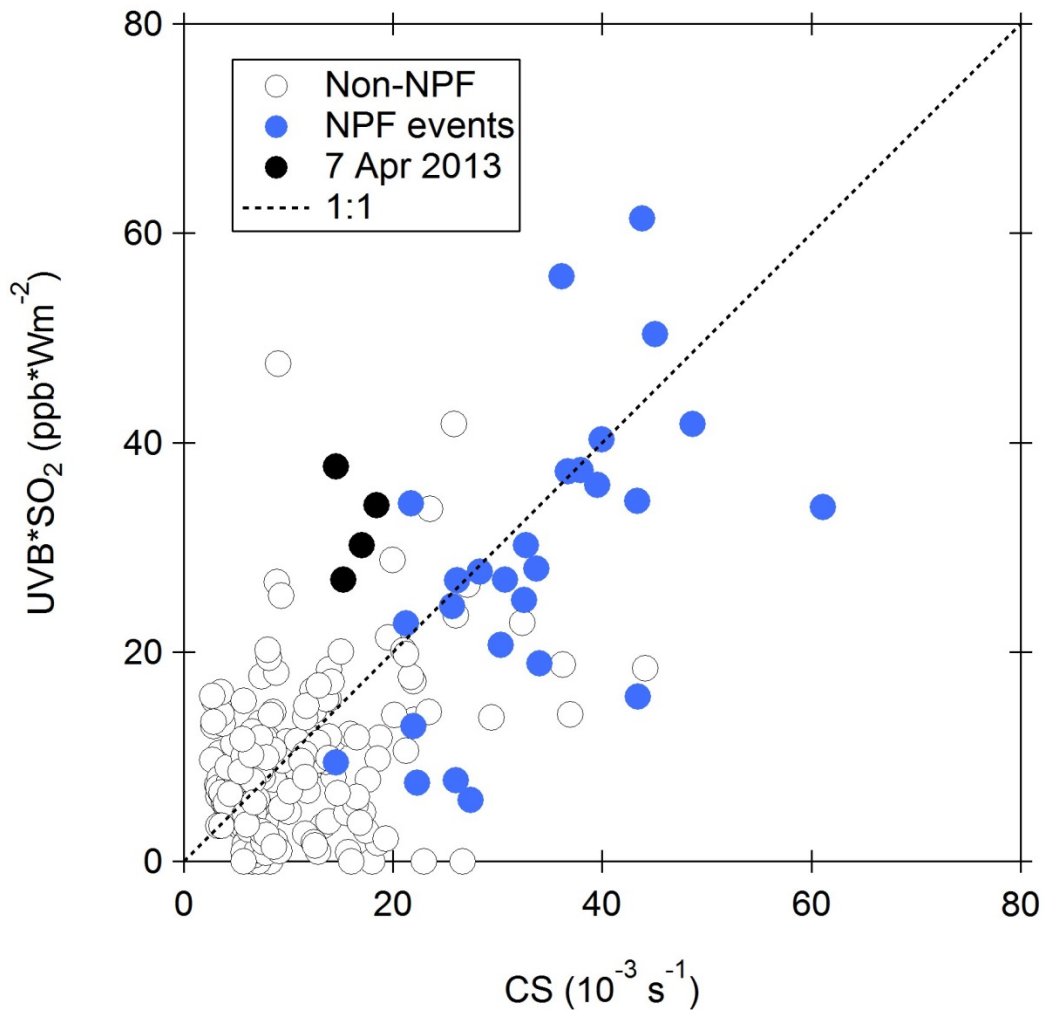 80
60
40
20
0
UVB*SO₂ (ppb*Wm⁻²)
Non-NPF
NPF events
7 Apr 2013
1:1
0 20 40 60 80
CS (10⁻³ s⁻¹)